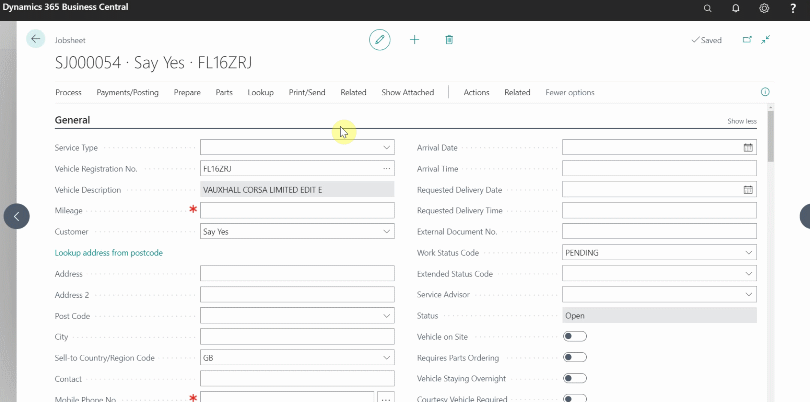 Dynamics 365 Business Central
?
Jobsheet
Saved
SJ000054 · Say Yes · FL16ZRJ
Process Payments/Posting Prepare Parts Lookup Print/Send Related Show Attached Actions Related Fewer options
General
Show less
Service Type
Vehicle Registration No. FL16ZRJ
Vehicle Description VAUXHALL CORSA LIMITED EDIT E
Mileage *
Customer Say Yes
Lookup address from postcode
Address
Address 2
Post Code
City
Sell-to Country/Region Code GB
Contact
Mobile Phone No. *
Arrival Date
Arrival Time
Requested Delivery Date
Requested Delivery Time
External Document No.
Work Status Code PENDING
Extended Status Code
Service Advisor
Status Open
Vehicle on Site
Requires Parts Ordering
Vehicle Staying Overnight
Courtesy Vehicle Required